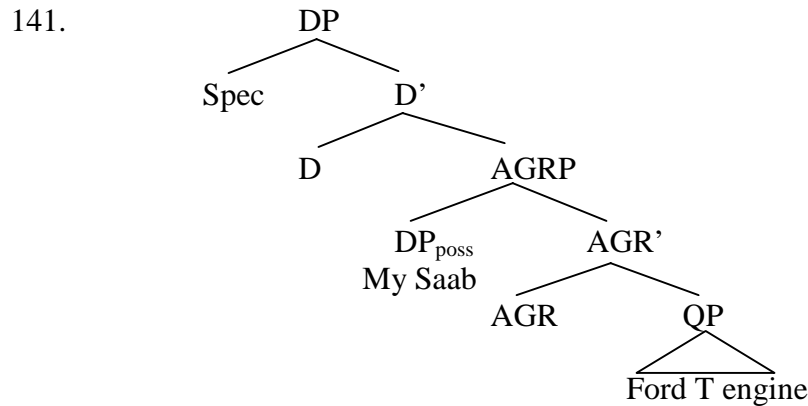 141. DP
Spec D’
D AGRP
DPposs AGR’
My Saab
AGR QP
Ford T engine